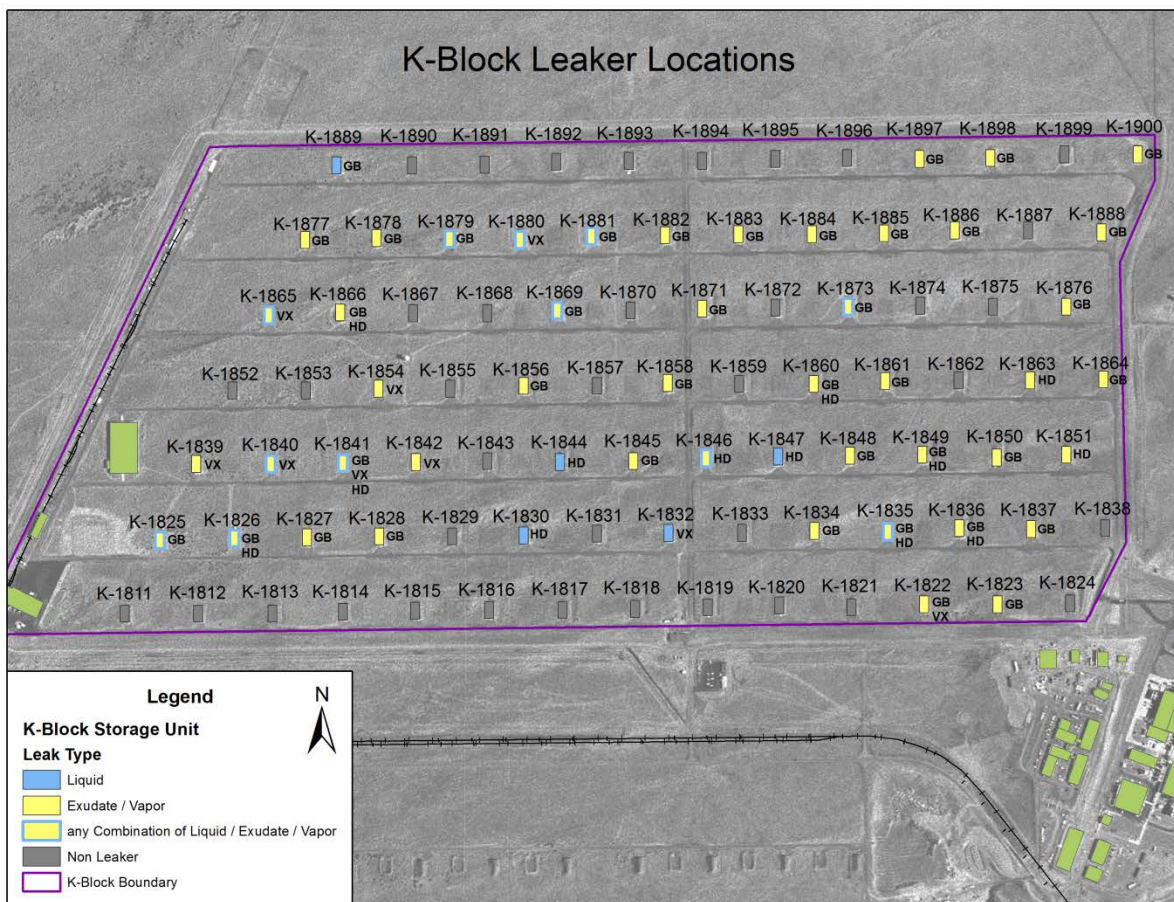 K-Block Leaker Locations
K-1889 K-1890 K-1891 K-1892 K-1893 K-1894 K-1895 K-1896 K-1897 K-1898 K-1899 K-1900
GB GB GB GB
K-1877 K-1878 K-1879 K-1880 K-1881 K-1882 K-1883 K-1884 K-1885 K-1886 K-1887 K-1888
GB GB GB VX GB GB GB GB GB GB GB
K-1865 K-1866 K-1867 K-1868 K-1869 K-1870 K-1871 K-1872 K-1873 K-1874 K-1875 K-1876
VX GB GB GB GB GB
HD
K-1852 K-1853 K-1854 K-1855 K-1856 K-1857 K-1858 K-1859 K-1860 K-1861 K-1862 K-1863 K-1864
VX GB GB GB GB HD GB
HD
K-1839 K-1840 K-1841 K-1842 K-1843 K-1844 K-1845 K-1846 K-1847 K-1848 K-1849 K-1850 K-1851
VX VX GB VX HD GB HD HD GB GB GB HD
VX HD
HD
K-1825 K-1826 K-1827 K-1828 K-1829 K-1830 K-1831 K-1832 K-1833 K-1834 K-1835 K-1836 K-1837 K-1838
GB GB GB GB HD VX GB GB GB GB
HD HD HD
K-1811 K-1812 K-1813 K-1814 K-1815 K-1816 K-1817 K-1818 K-1819 K-1820 K-1821 K-1822 K-1823 K-1824
GB GB
VX
Legend
N
K-Block Storage Unit
Leak Type
Liquid
Exudate / Vapor
any Combination of Liquid / Exudate / Vapor
Non Leaker
K-Block Boundary